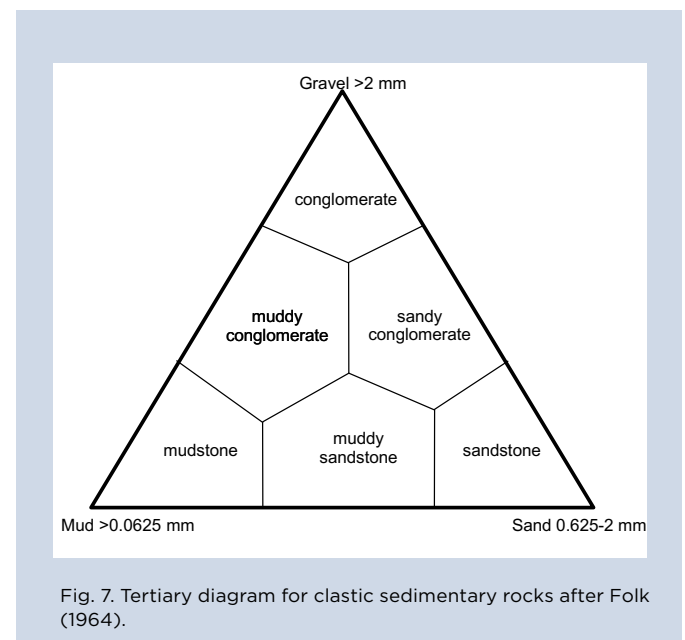 Gravel >2 mm
conglomerate
muddy
conglomerate
sandy
conglomerate
mudstone
muddy
sandstone
sandstone
Mud >0.0625 mm
Sand 0.625-2 mm
Fig. 7. Tertiary diagram for clastic sedimentary rocks after Folk
(1964).